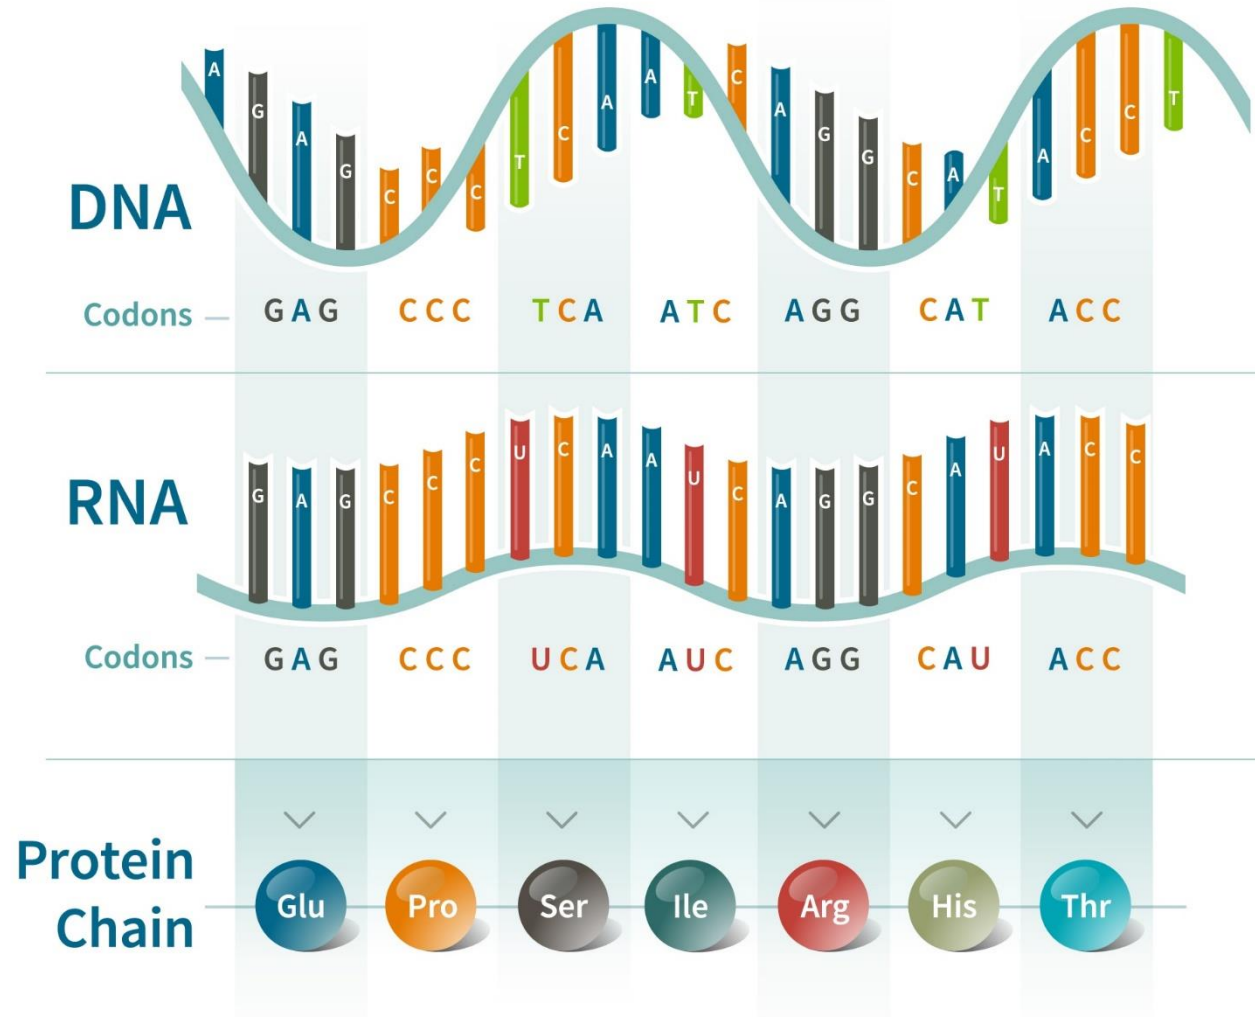 A G A G C C C T C A A T C A G G C A T A C C T
DNA
Codons GAG CCC TCA ATC AGG CAT ACC
G A G C C C U C A A U C A G G C A U A C C
RNA
Codons GAG CCC UCA AUC AGG CAU ACC
Protein
Chain
Glu Pro Ser Ile Arg His Thr